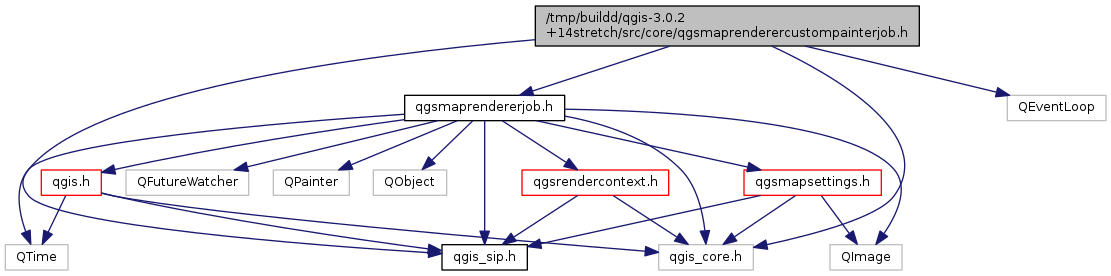 /tmp/buildd/qgis-3.0.2
+14stretch/src/core/qgsmaprenderercustompainterjob.h
qgsmaprendererjob.h
QEventLoop
qgis.h
QFutureWatcher
QPainter
QObject
qgsrendercontext.h
qgsmapsettings.h
QTime
qgis_sip.h
qgis_core.h
QImage